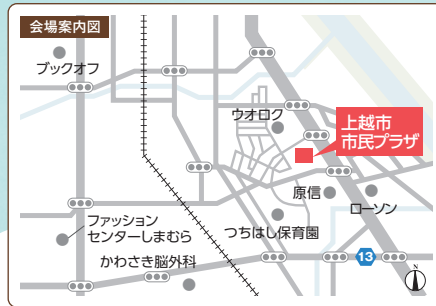 会場案内図
ブックオフ
ウオロク
上越市
市民プラザ
原信
ローソン
つちはし保育園
ファッション
センターしまむら
かわさき脳外科
13